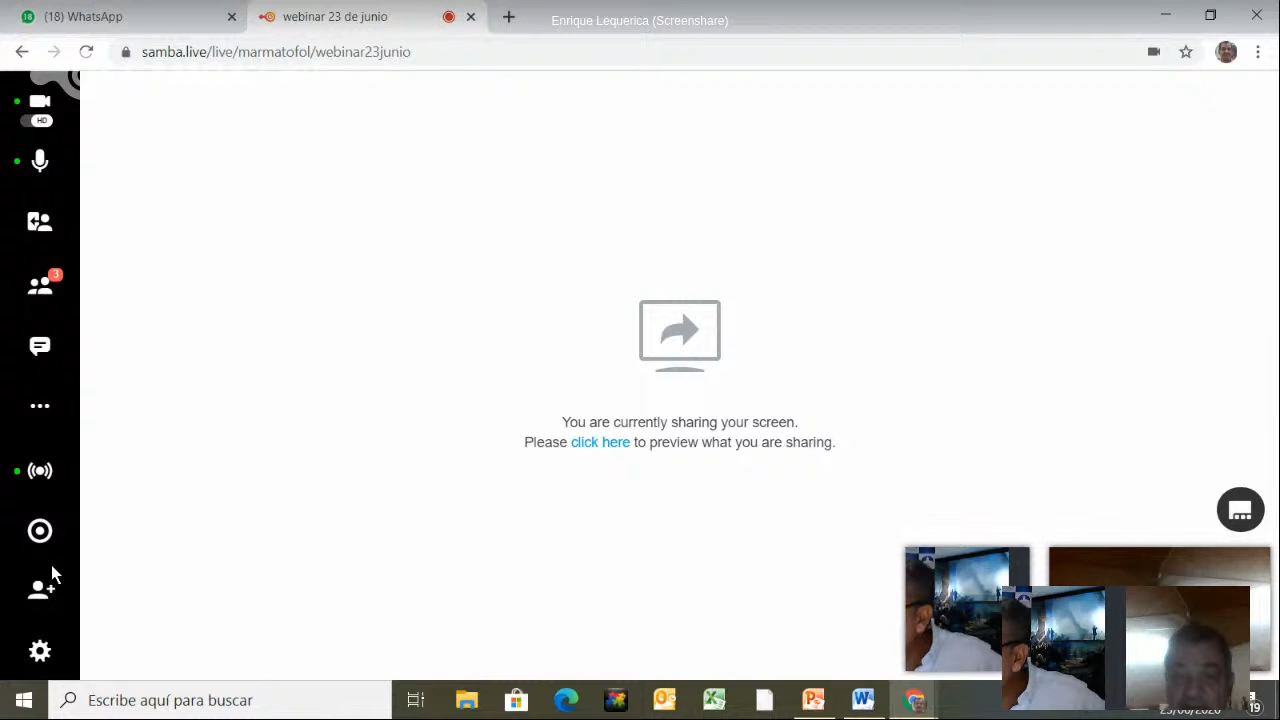 18
(18) WhatsApp
webinar 23 de junio
Enrique Lequerica (Screenshare)
samba.live/live/marmatofol/webinar23junio
HD
3
You are currently sharing your screen.
Please click here to preview what you are sharing.
Escribe aquí para buscar
19